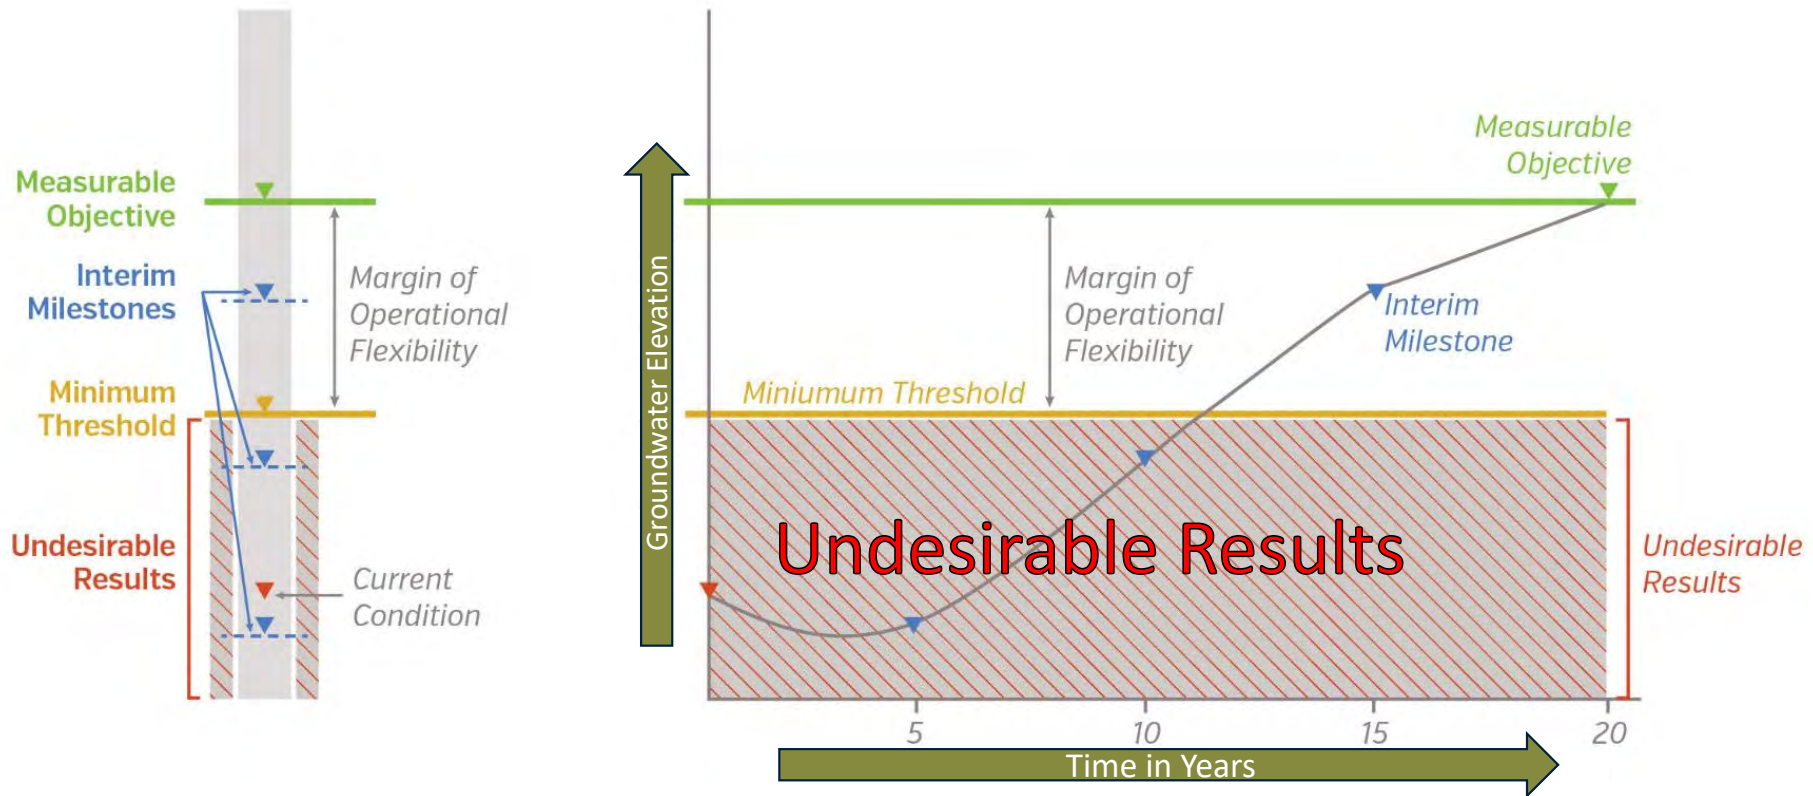 Measurable
Objective
Interim
Milestones
Margin of
Operational
Flexibility
Minimum
Threshold
Undesirable
Results
Current
Condition
Groundwater Elevation
Measurable
Objective
Margin of
Operational
Flexibility
Interim
Milestone
Miniumum Threshold
Undesirable Results
Undesirable
Results
5
10
15
20
Time in Years